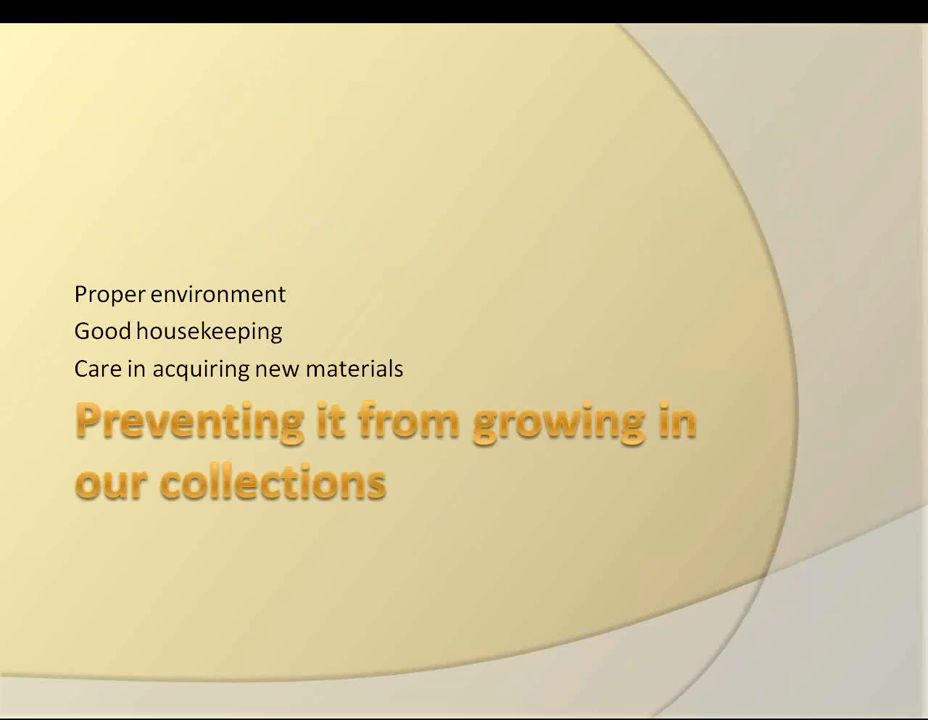 Proper environment
Good housekeeping
Care in acquiring new materials
Preventing it from growing in
our collections